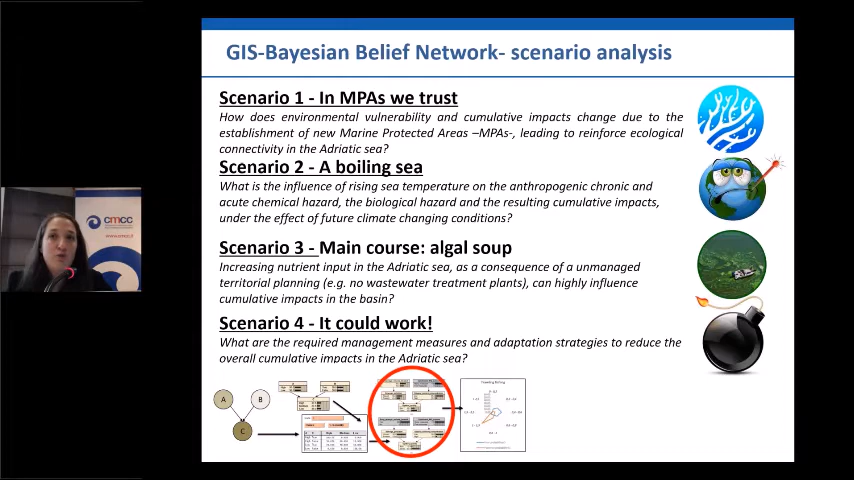 GIS-Bayesian Belief Network- scenario analysis
Scenario 1 - In MPAs we trust
How does environmental vulnerability and cumulative impacts change due to the
establishment of new Marine Protected Areas –MPAs-, leading to reinforce ecological
connectivity in the Adriatic sea?
Scenario 2 - A boiling sea
What is the influence of rising sea temperature on the anthropogenic chronic and
acute chemical hazard, the biological hazard and the resulting cumulative impacts,
under the effect of future climate changing conditions?
cmcc
Scenario 3 - Main course: algal soup
Increasing nutrient input in the Adriatic sea, as a consequence of a unmanaged
territorial planning (e.g. no wastewater treatment plants), can highly influence
cumulative impacts in the basin?
Scenario 4 - It could work!
What are the required management measures and adaptation strategies to reduce the
overall cumulative impacts in the Adriatic sea?
A
B
C